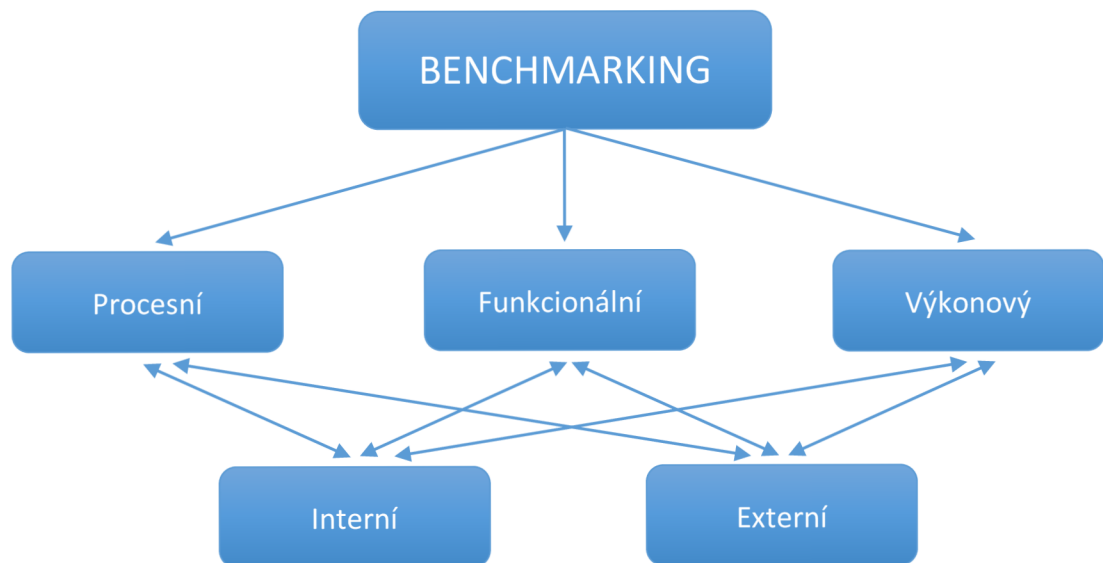 BENCHMARKING
Procesní
Funkcionální
Výkonový
Interní
Externí